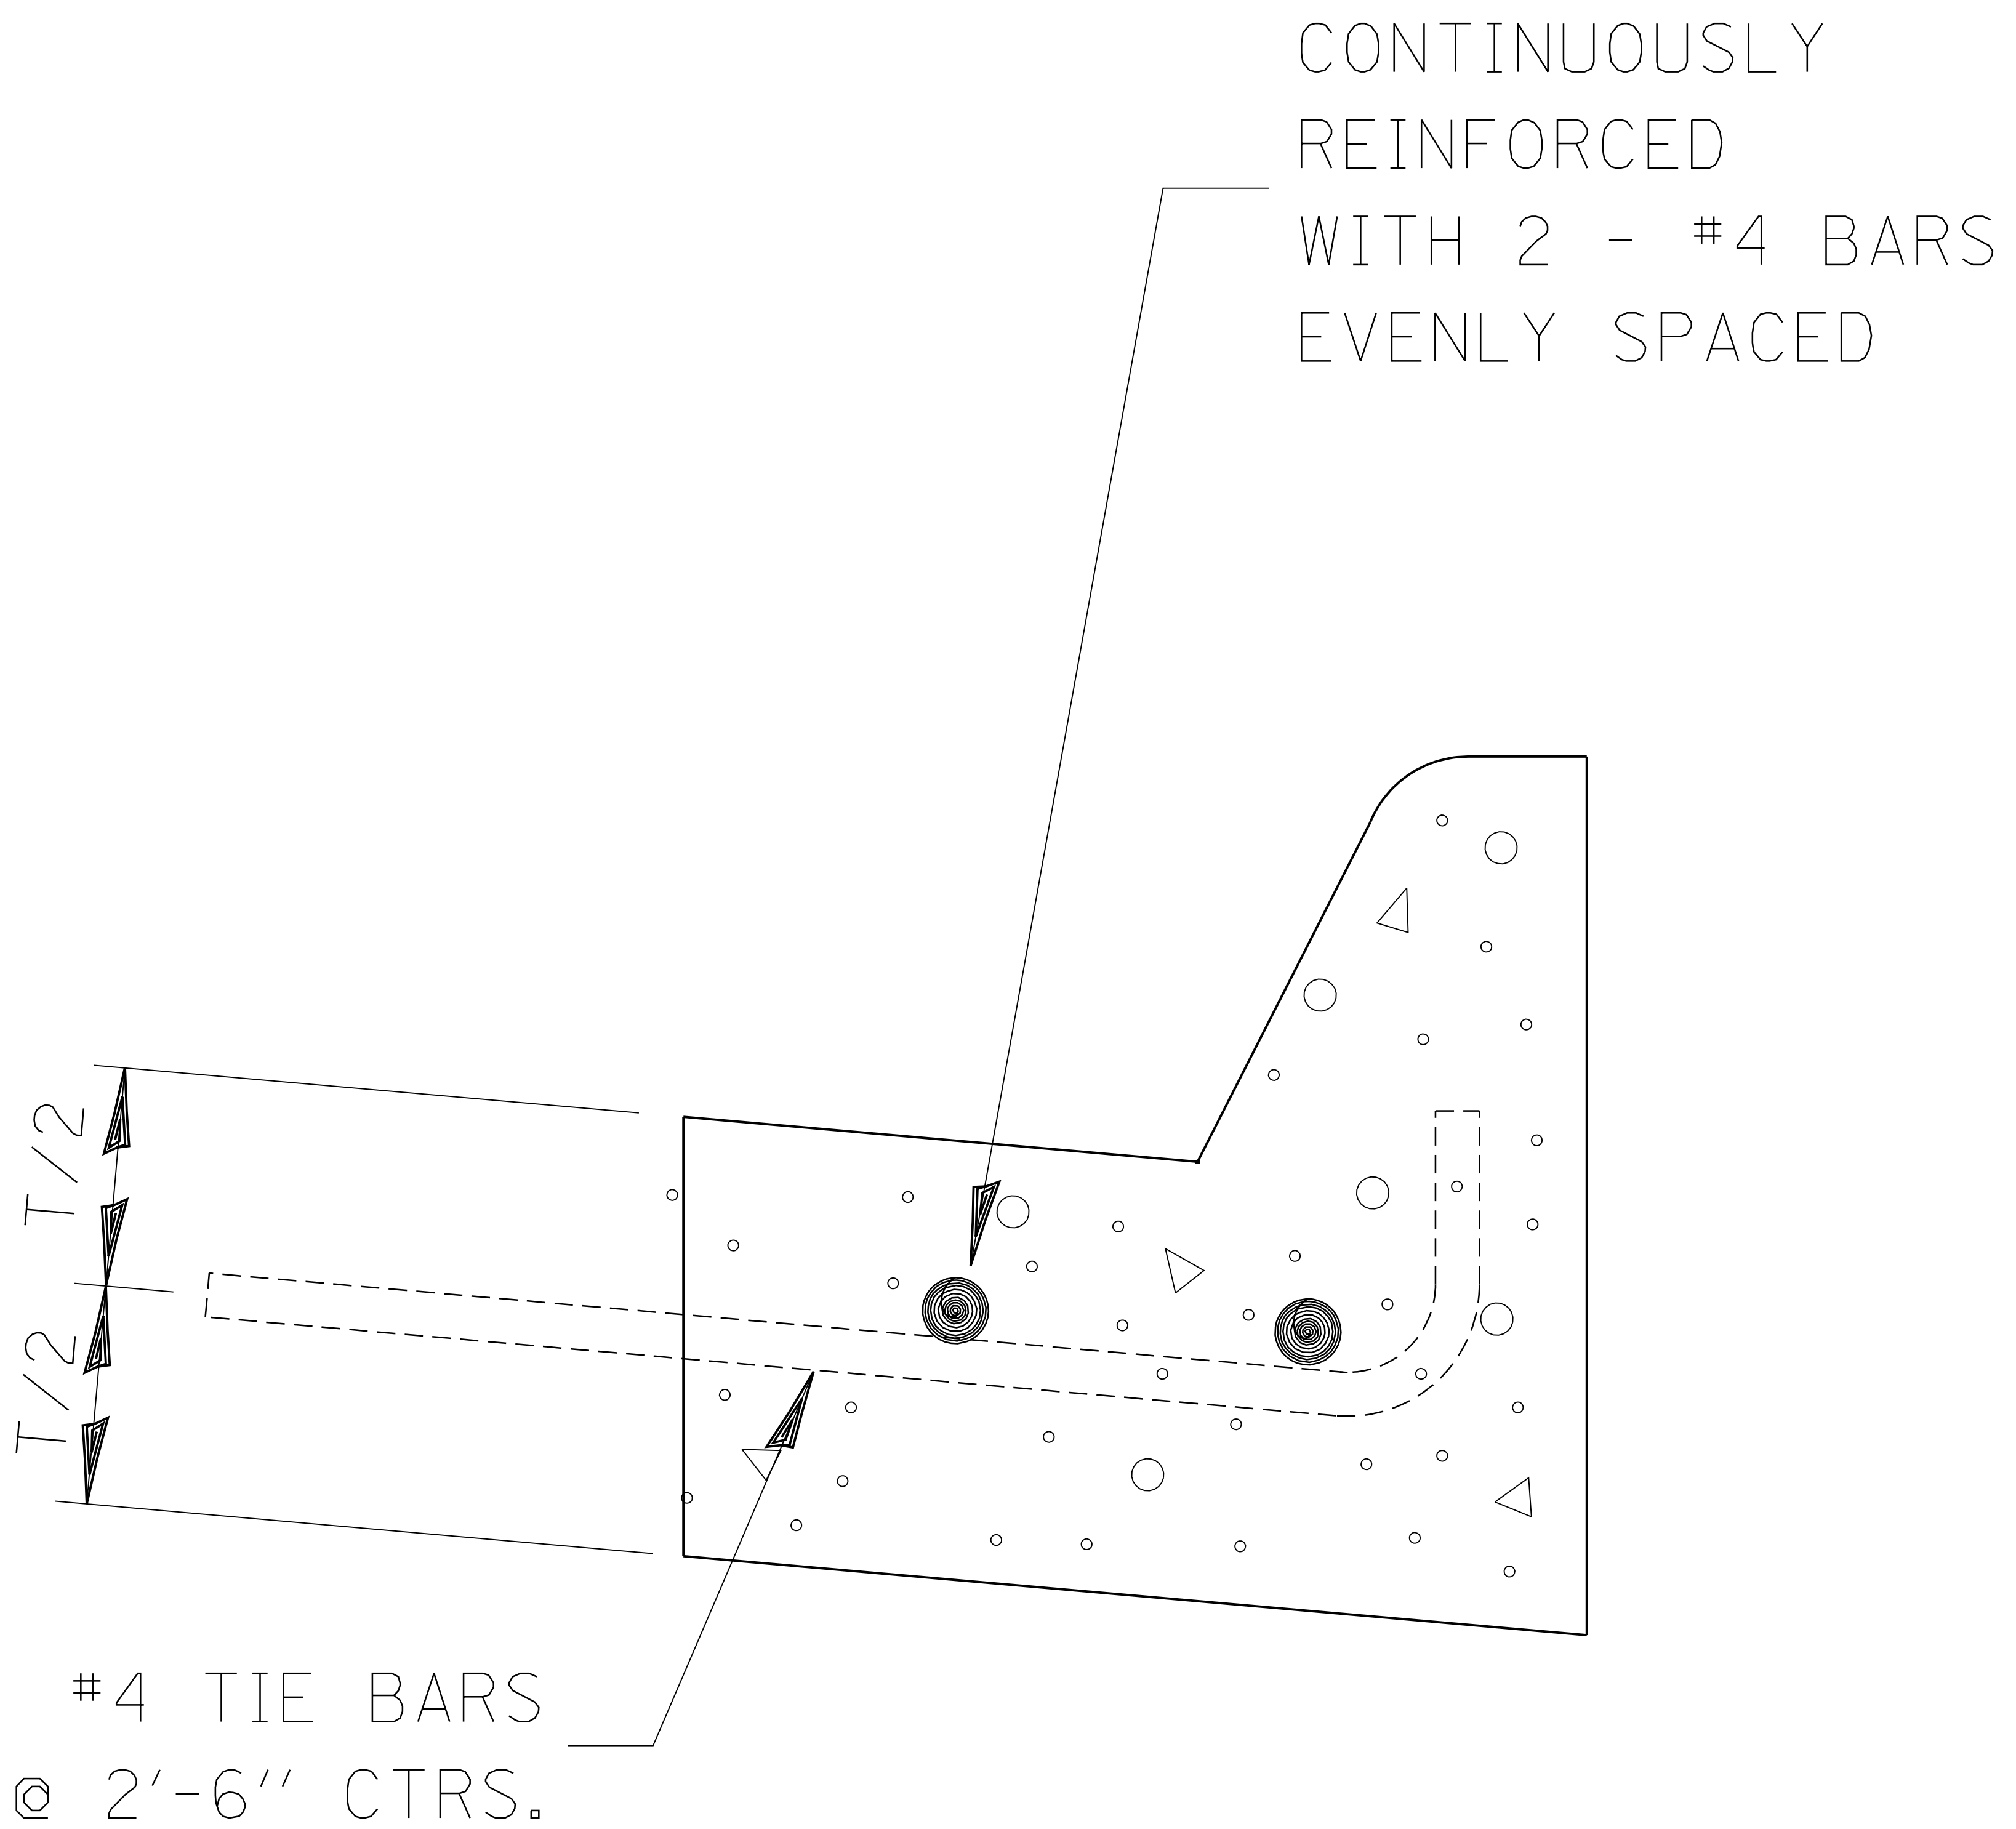 CONTINUOUSLY
REINFORCED
WITH 2 - #4 BARS
EVENLY SPACED
T/2
T/2
#4 TIE BARS
@ 2'-6'' CTRS.